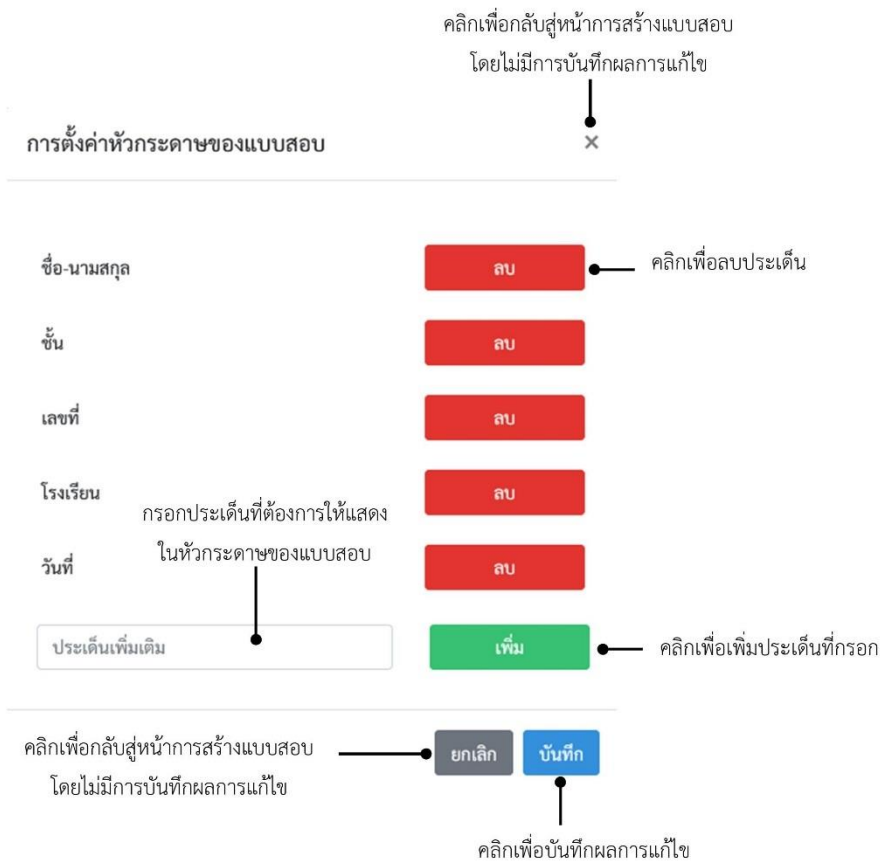 คลิกเพื่อกลับสู่หน้าการสร้างแบบสอบ
โดยไม่มีการบันทึกผลการแก้ไข
การตั้งค่าหัวกระดาษของแบบสอบ ×
ชื่อ-นามสกุล ลบ คลิกเพื่อลบประเด็น
ชั้น ลบ
เลขที่ ลบ
โรงเรียน ลบ
กรอกประเด็นที่ต้องการให้แสดง
ในหัวกระดาษของแบบสอบ
วันที่ ลบ
ประเด็นเพิ่มเติม เพิ่ม คลิกเพื่อเพิ่มประเด็นที่กรอก
คลิกเพื่อกลับสู่หน้าการสร้างแบบสอบ
โดยไม่มีการบันทึกผลการแก้ไข
ยกเลิก บันทึก
คลิกเพื่อบันทึกผลการแก้ไข